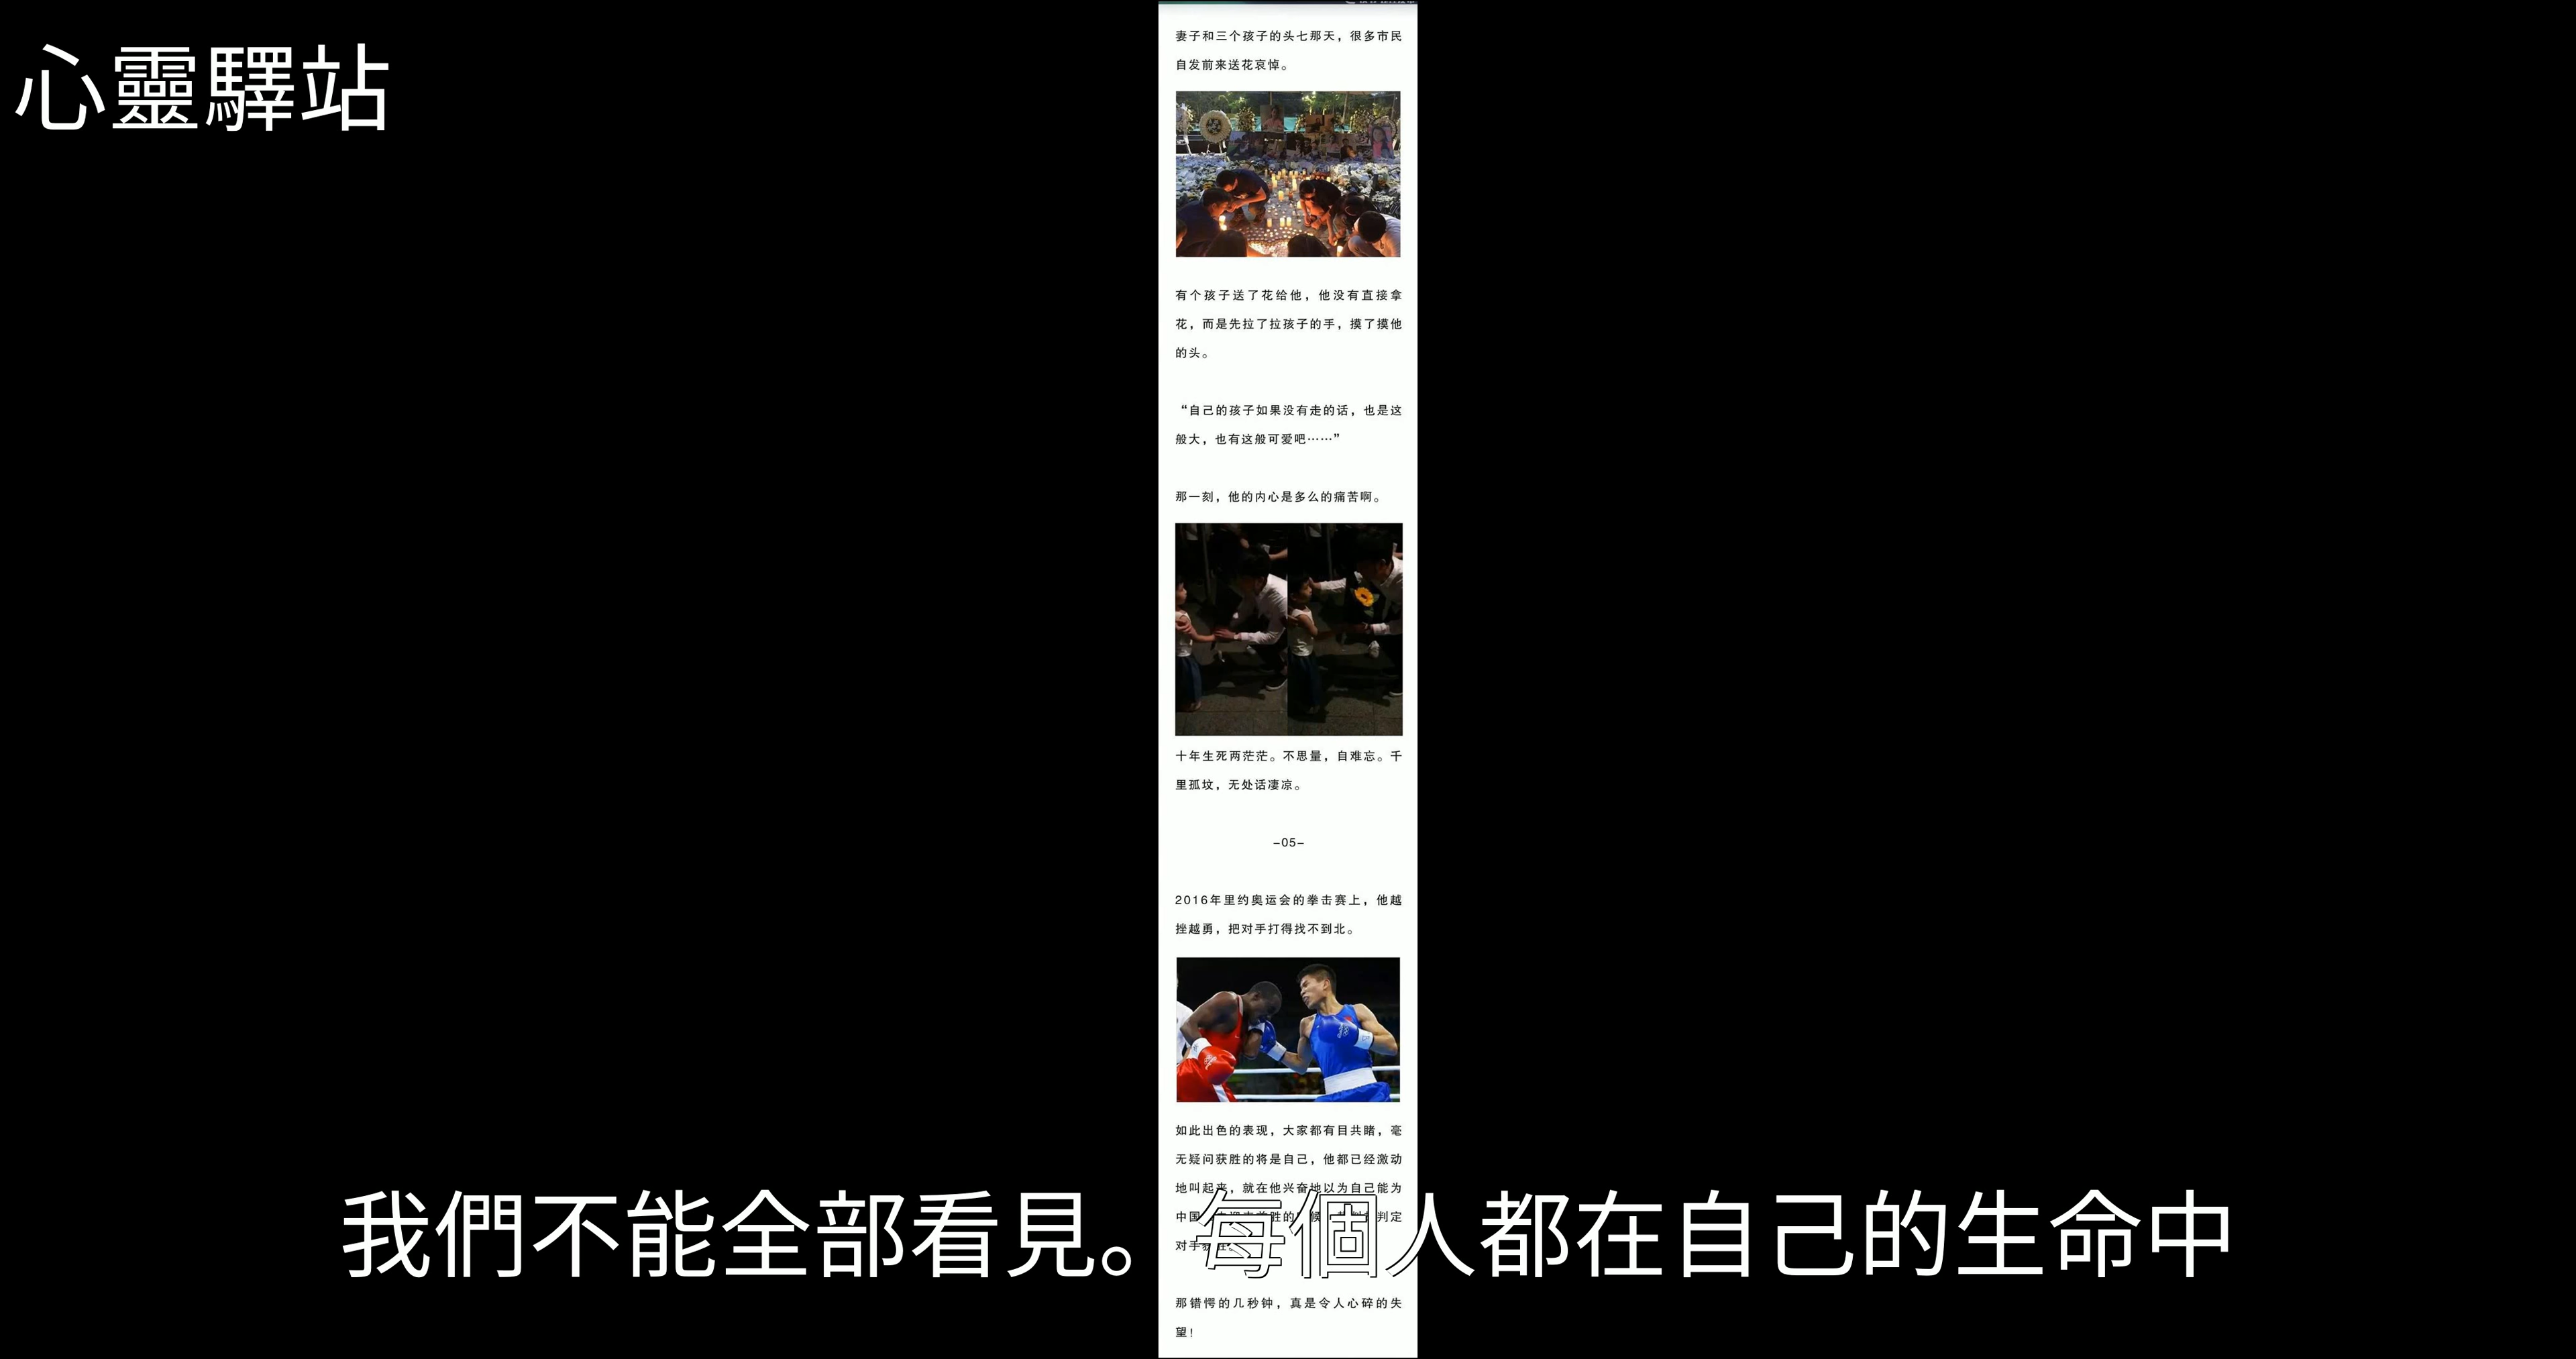 心靈驛站
妻子和三个孩子的头七那天，很多市民
自发前来送花哀悼。
有个孩子送了花给他，他没有直接拿
花，而是先拉了拉孩子的手，摸了摸他
的头。
“自己的孩子如果没有走的话，也是这
般大，也有这般可爱吧……”
那一刻，他的内心是多么的痛苦啊。
十年生死两茫茫。不思量，自难忘。千
里孤坟，无处话凄凉。
-05-
2016年里约奥运会的拳击赛上，他越
挫越勇，把对手打得找不到北。
如此出色的表现，大家都有目共睹，毫
无疑问获胜的将是自己，他都已经激动
地叫起来，就在他兴奋地以为自己能为
中国 胜的 候 判定
对手
我們不能全部看見。每個人都在自己的生命中
那错愕的几秒钟，真是令人心碎的失
望！